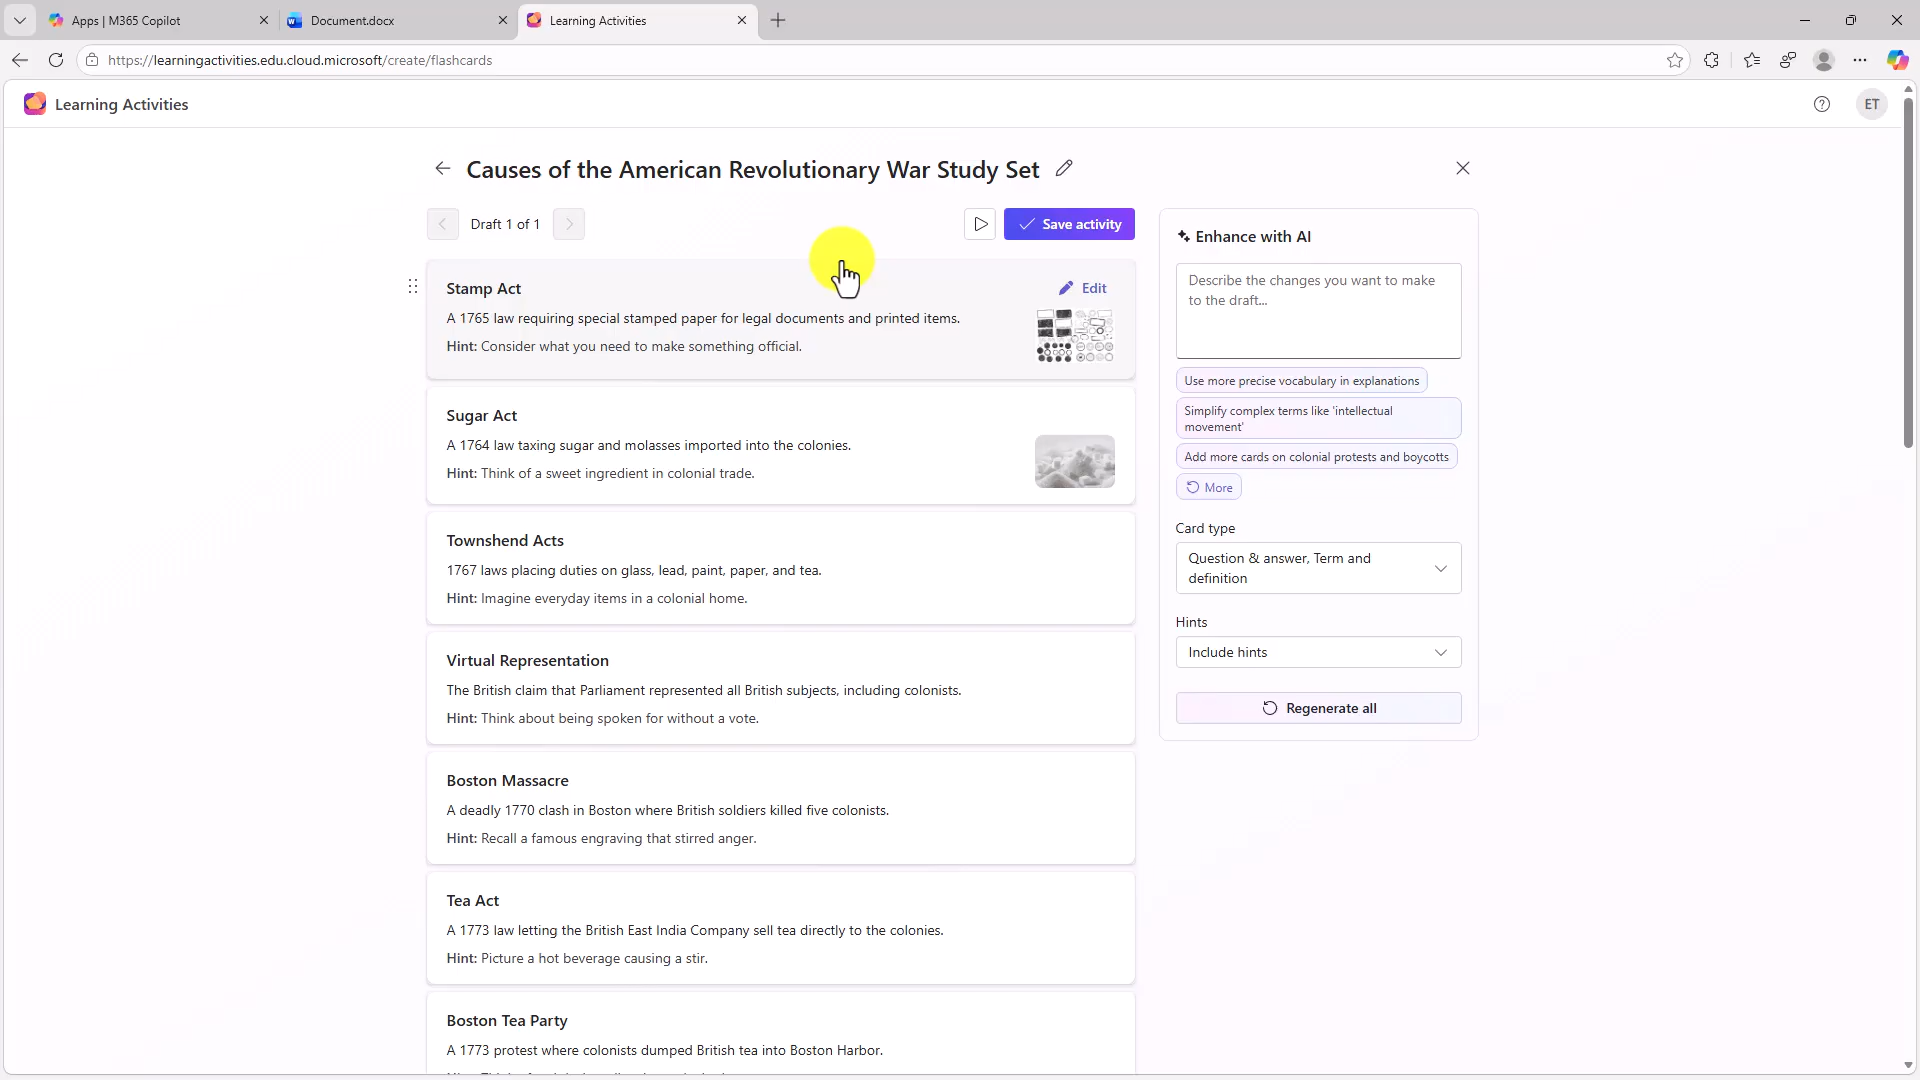 Apps | M365 Copilot
Document.docx
Learning Activities
https://learningactivities.edu.cloud.microsoft/create/flashcards
Learning Activities
ET
Causes of the American Revolutionary War Study Set
Draft 1 of 1
Save activity
Stamp Act
Edit
A 1765 law requiring special stamped paper for legal documents and printed items.
Hint: Consider what you need to make something official.
Sugar Act
A 1764 law taxing sugar and molasses imported into the colonies.
Hint: Think of a sweet ingredient in colonial trade.
Townshend Acts
1767 laws placing duties on glass, lead, paint, paper, and tea.
Hint: Imagine everyday items in a colonial home.
Virtual Representation
The British claim that Parliament represented all British subjects, including colonists.
Hint: Think about being spoken for without a vote.
Boston Massacre
A deadly 1770 clash in Boston where British soldiers killed five colonists.
Hint: Recall a famous engraving that stirred anger.
Tea Act
A 1773 law letting the British East India Company sell tea directly to the colonies.
Hint: Picture a hot beverage causing a stir.
Boston Tea Party
A 1773 protest where colonists dumped British tea into Boston Harbor.
Enhance with AI
Describe the changes you want to make
to the draft...
Use more precise vocabulary in explanations
Simplify complex terms like 'intellectual
movement'
Add more cards on colonial protests and boycotts
More
Card type
Question & answer, Term and
definition
Hints
Include hints
Regenerate all